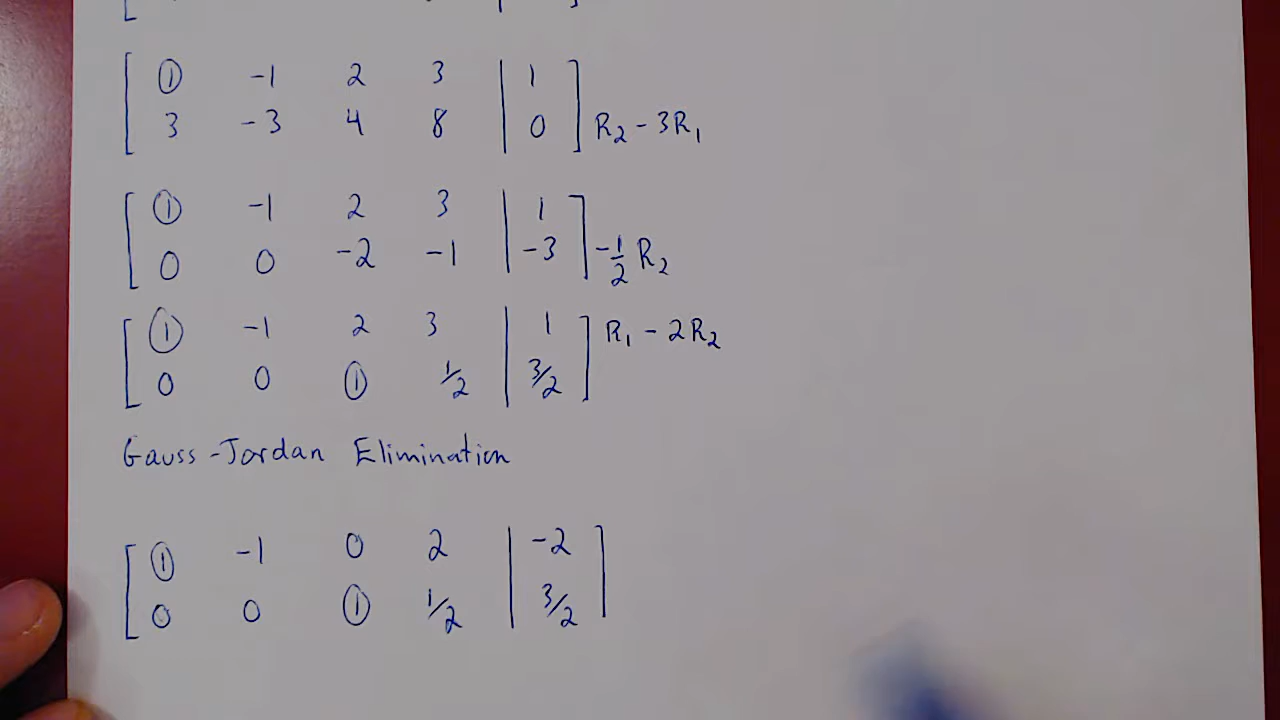 [ 1 -1 2 3 | 1 ]
[ 3 -3 4 8 | 0 ] R₂ - 3R₁
[ 1 -1 2 3 | 1 ]
[ 0 0 -2 -1 | -3 ] -1/2 R₂
[ 1 -1 2 3 | 1 ] R₁ - 2R₂
[ 0 0 1 1/2 | 3/2 ]
Gauss-Jordan Elimination
[ 1 -1 0 2 | -2 ]
[ 0 0 1 1/2 | 3/2 ]